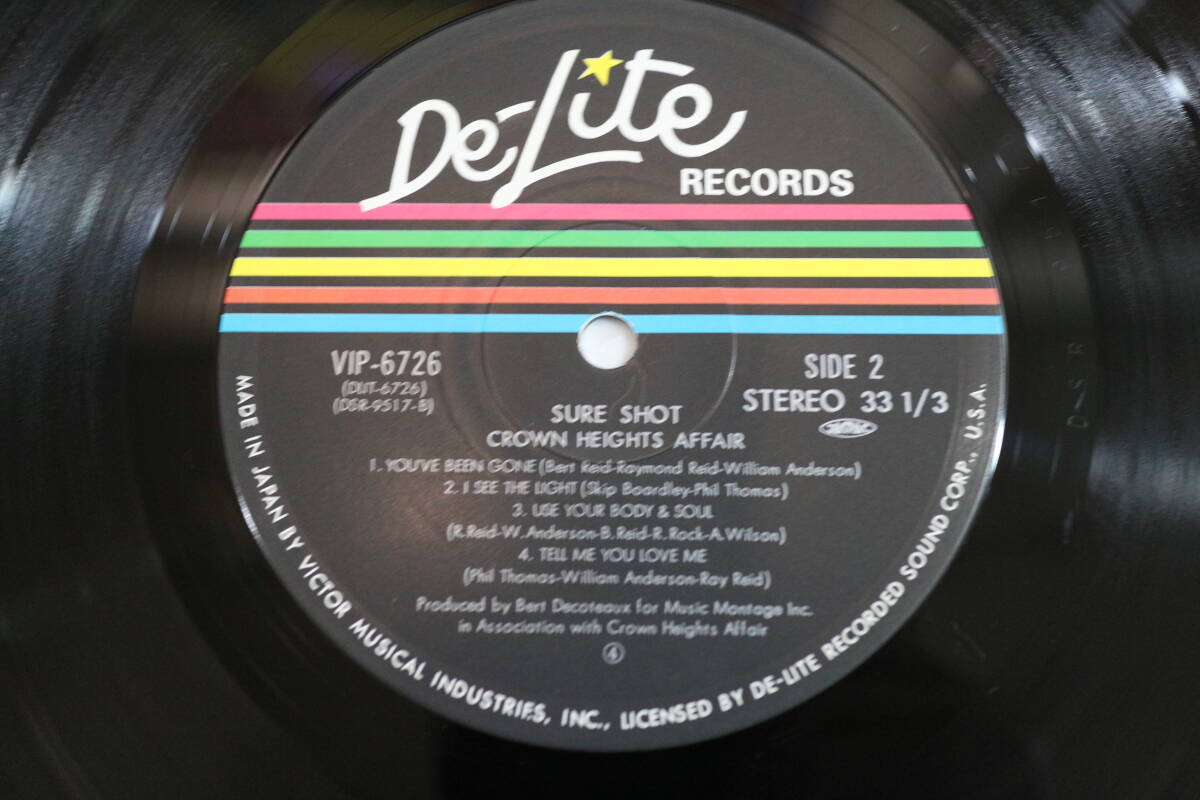 De-Lite
RECORDS
VIP-6726
(DUT-6726)
(DSR-9517-B)
SIDE 2
STEREO 33 1/3
SURE SHOT
CROWN HEIGHTS AFFAIR
1. YOU'VE BEEN GONE (Bert Reid-Raymond Reid-William Anderson)
2. I SEE THE LIGHT (Skip Boardley-Phil Thomas)
3. USE YOUR BODY & SOUL
(R.Reid-W.Anderson-B.Reid-R.Rock-A.Wilson)
4. TELL ME YOU LOVE ME
(Phil Thomas-William Anderson-Ray Reid)
Produced by Bert Decoteaux for Music Montage Inc.
in Association with Crown Heights Affair
④
MADE IN JAPAN BY VICTOR MUSICAL INDUSTRIES, INC., LICENSED BY DE-LITE RECORDED SOUND CORP., U.S.A.